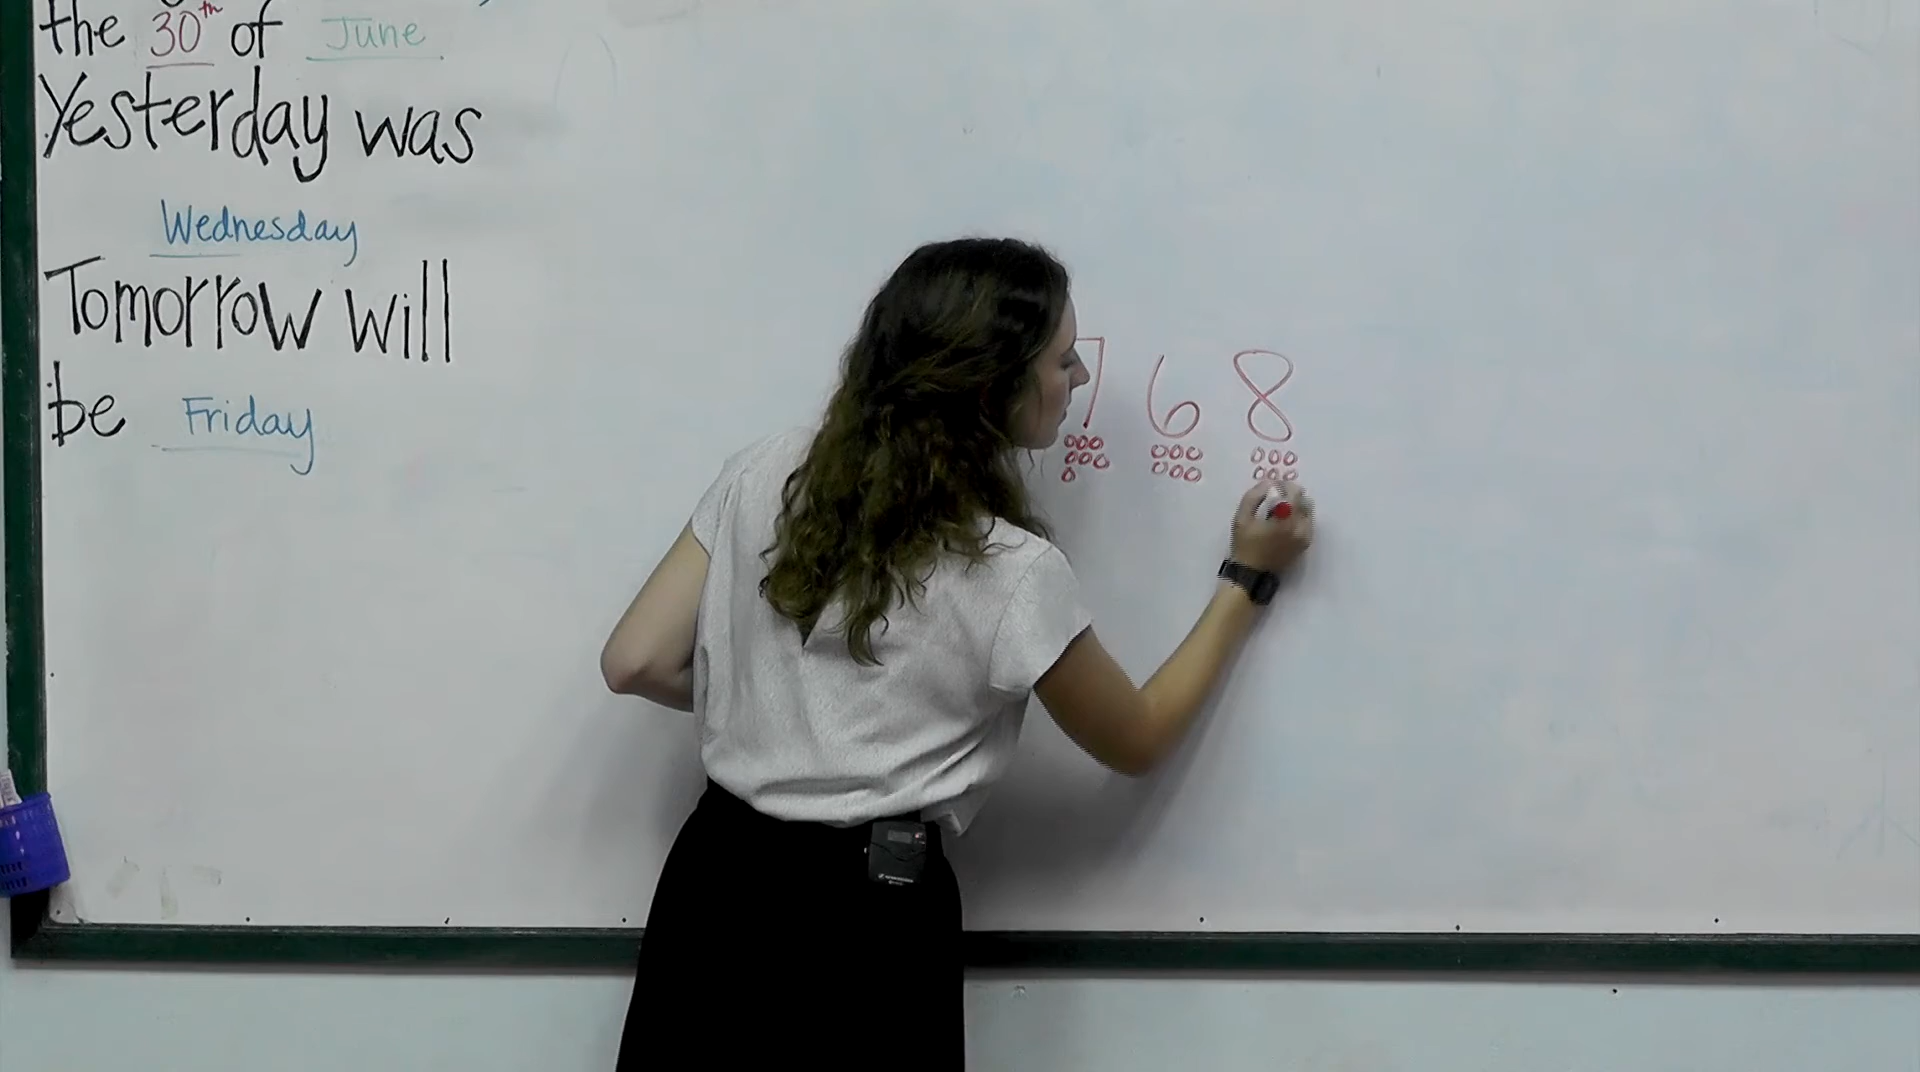 the 30th of June
Yesterday was
Wednesday
Tomorrow will
be Friday
7 6 8